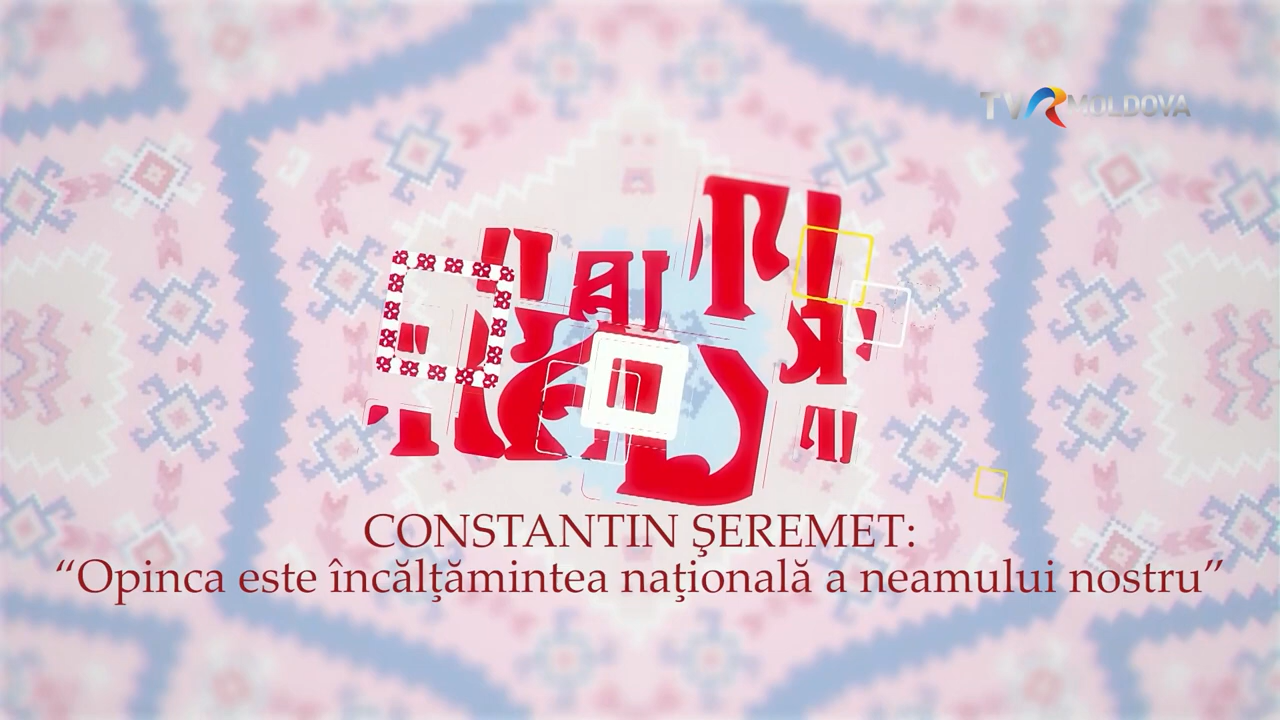 TVR MOLDOVA
CONSTANTIN ŞEREMET:
“Opinca este încălţămintea naţională a neamului nostru”